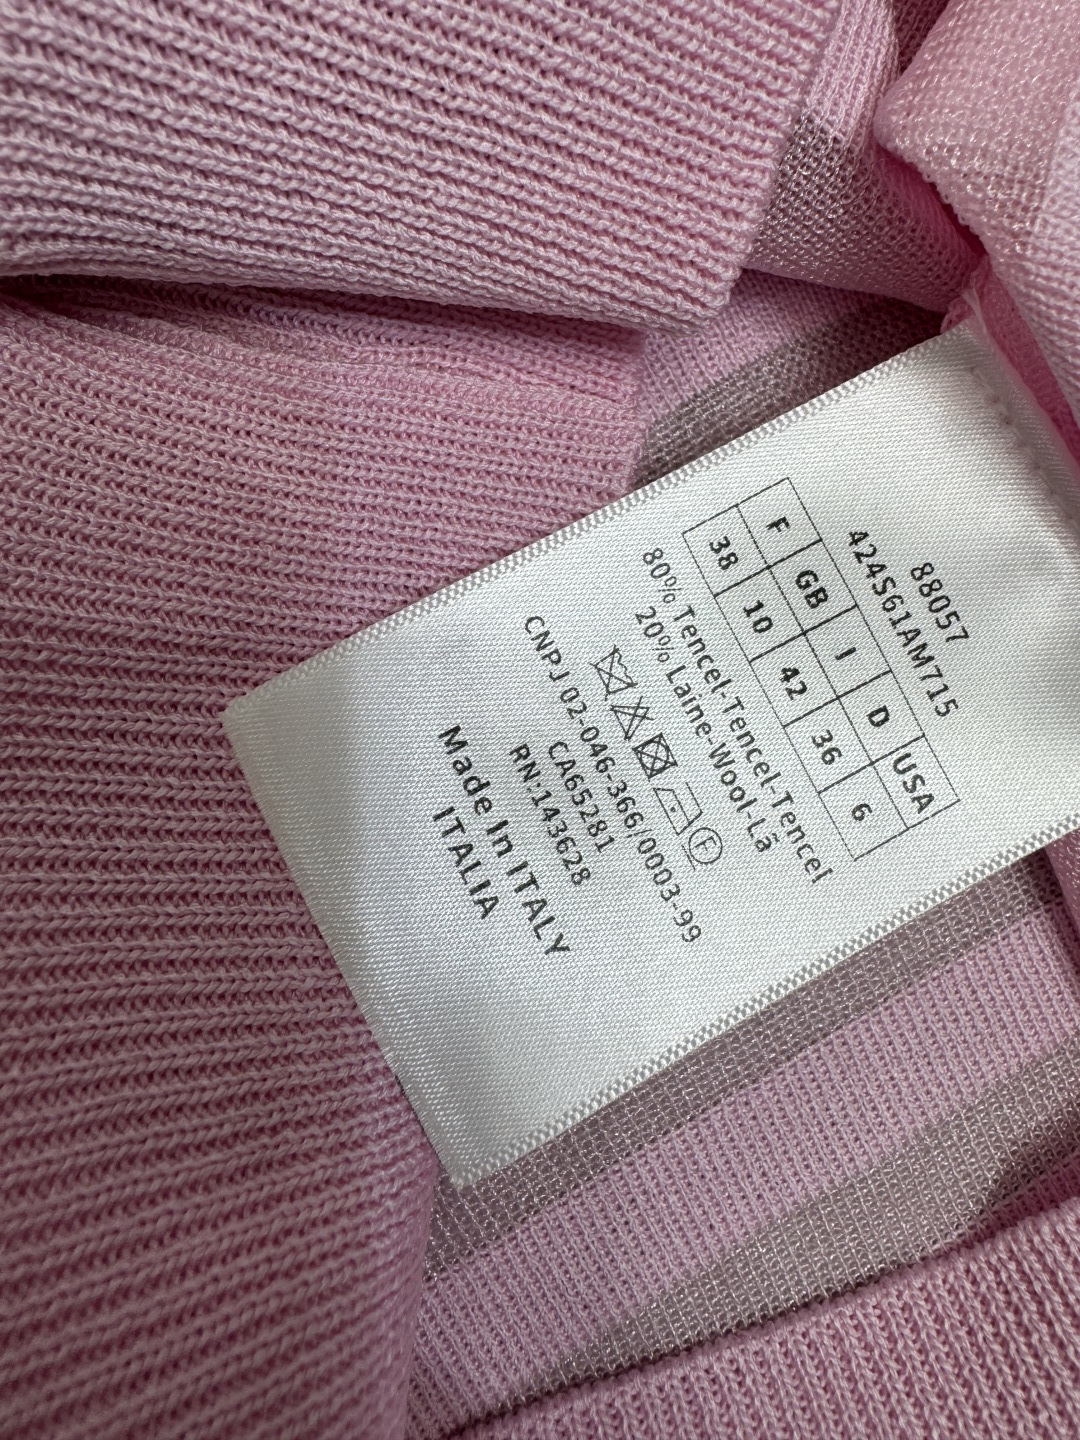 88057
424S61AM715
F GB I D USA
38 10 42 36 6
80% Tencel-Tencel-Tencel
20% Laine-Wool-Lã
F
CNPJ 02-046-366/0003-99
CA65281
RN:143628
Made In ITALY
ITALIA